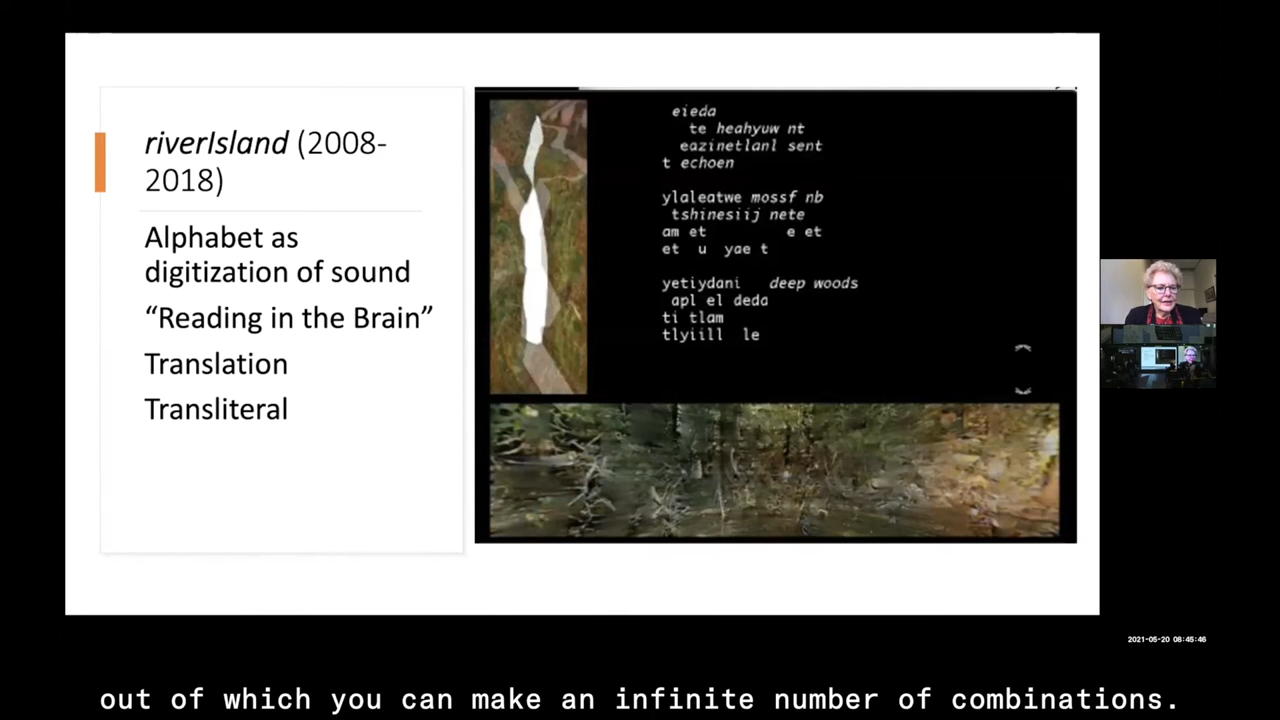 riverIsland (2008-
2018)
Alphabet as
digitization of sound
“Reading in the Brain”
Translation
Transliteral
eieda
te heahyuw nt
eazinetlanl sent
t echoen
ylaleatwe mossf nb
tshinesiij nete
am et e et
et u yae t
yetiydani deep woods
apl el deda
ti tlam
tlyiill le
2021-05-20 08:45:46
out of which you can make an infinite number of combinations.